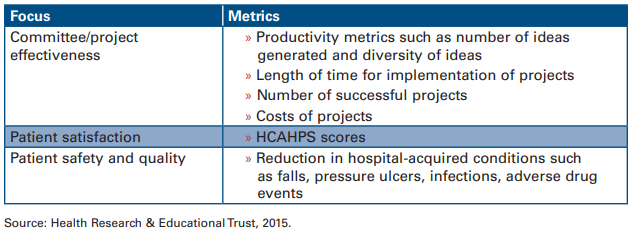 Focus Metrics
Committee/project
effectiveness
» Productivity metrics such as number of ideas
generated and diversity of ideas
» Length of time for implementation of projects
» Number of successful projects
» Costs of projects
Patient satisfaction » HCAHPS scores
Patient safety and quality » Reduction in hospital-acquired conditions such
as falls, pressure ulcers, infections, adverse drug
events
Source: Health Research & Educational Trust, 2015.